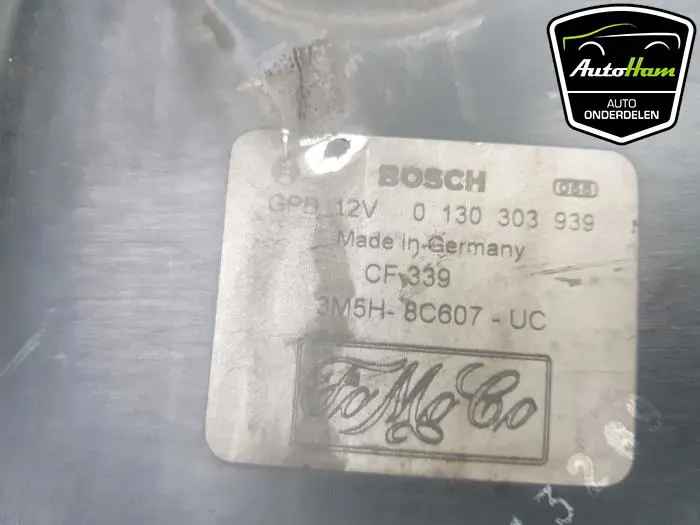 AutoHam
AUTO
ONDERDELEN
BOSCH
GPB 12V 0 130 303 939
Made in Germany
CF 339
3M5H- 8C607 - UC
FoMoCo